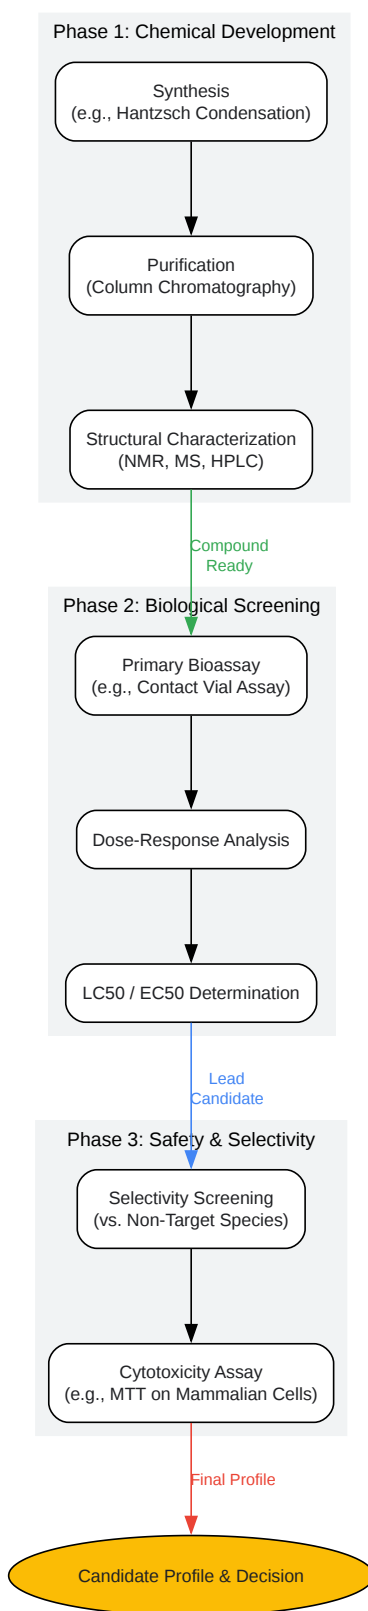 Phase 1: Chemical Development
Synthesis
(e.g., Hantzsch Condensation)
Purification
(Column Chromatography)
Structural Characterization
(NMR, MS, HPLC)
Compound
Ready
Phase 2: Biological Screening
Primary Bioassay
(e.g., Contact Vial Assay)
Dose-Response Analysis
LC50 / EC50 Determination
Lead
Candidate
Phase 3: Safety & Selectivity
Selectivity Screening
(vs. Non-Target Species)
Cytotoxicity Assay
(e.g., MTT on Mammalian Cells)
Final Profile
Candidate Profile & Decision